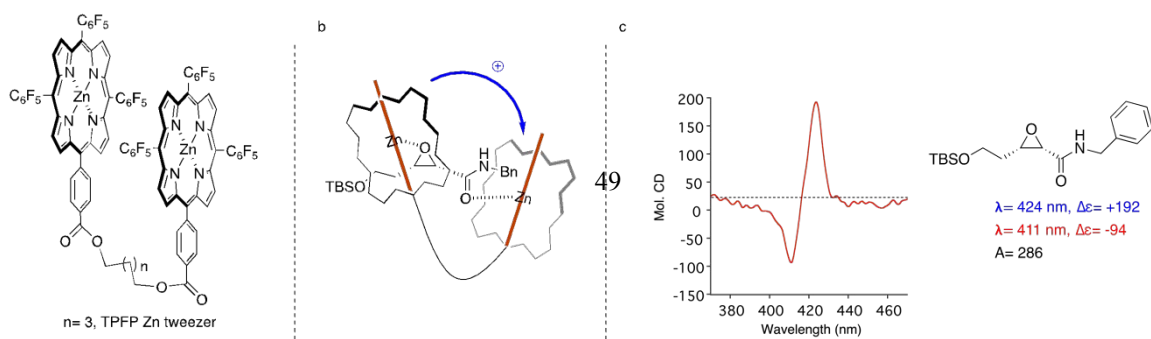 C6F5
C6F5
C6F5
N
N
N
N
Zn
C6F5
C6F5
C6F5
N
N
N
N
Zn
O
O
( )n
O
O
n= 3, TPFP Zn tweezer
b
⊕
Zn
O
TBSO
H
N
Bn
O
Zn
49
c
Mol. CD
200
150
100
50
0
-50
-100
-150
380 400 420 440 460
Wavelength (nm)
TBSO
O
O
N
H
λ= 424 nm, Δε= +192
λ= 411 nm, Δε= -94
A= 286